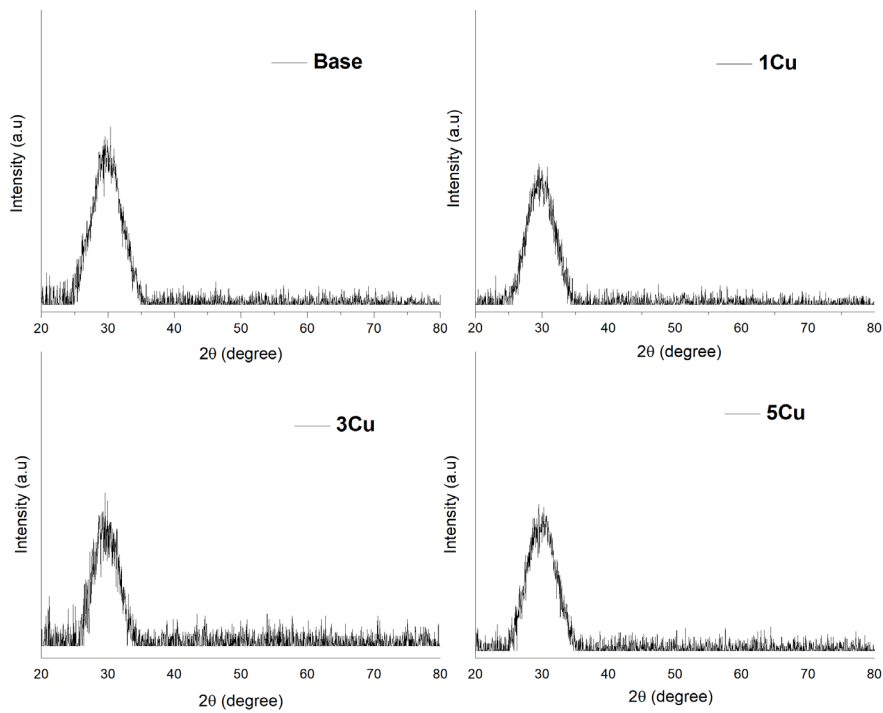 Base
Intensity (a.u)
20 30 40 50 60 70 80
2θ (degree)
1Cu
Intensity (a.u)
20 30 40 50 60 70 80
2θ (degree)
3Cu
Intensity (a.u)
20 30 40 50 60 70 80
2θ (degree)
5Cu
Intensity (a.u)
20 30 40 50 60 70 80
2θ (degree)